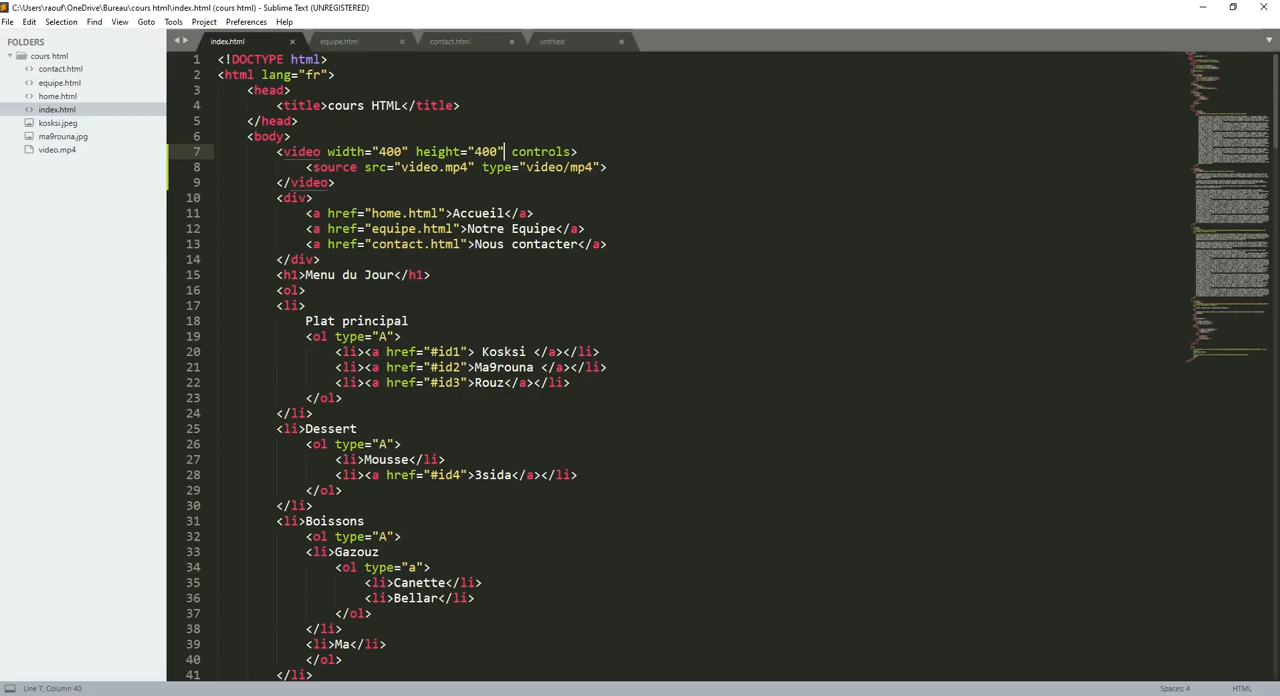 C:\Users\raouf\OneDrive\Bureau\cours html\index.html (cours html) - Sublime Text (UNREGISTERED)
File Edit Selection Find View Goto Tools Project Preferences Help
FOLDERS
cours html
<> contact.html
<> equipe.html
<> home.html
<> index.html
kosksi.jpeg
ma9rouna.jpg
video.mp4
index.html equipe.html contact.html untitled
1 <!DOCTYPE html>
2 <html lang="fr">
3 <head>
4 <title>cours HTML</title>
5 </head>
6 <body>
7 <video width="400" height="400" controls>
8 <source src="video.mp4" type="video/mp4">
9 </video>
10 <div>
11 <a href="home.html">Accueil</a>
12 <a href="equipe.html">Notre Equipe</a>
13 <a href="contact.html">Nous contacter</a>
14 </div>
15 <h1>Menu du Jour</h1>
16 <ol>
17 <li>
18 Plat principal
19 <ol type="A">
20 <li><a href="#id1"> Kosksi </a></li>
21 <li><a href="#id2">Ma9rouna </a></li>
22 <li><a href="#id3">Rouz</a></li>
23 </ol>
24 </li>
25 <li>Dessert
26 <ol type="A">
27 <li>Mousse</li>
28 <li><a href="#id4">3sida</a></li>
29 </ol>
30 </li>
31 <li>Boissons
32 <ol type="A">
33 <li>Gazouz
34 <ol type="a">
35 <li>Canette</li>
36 <li>Bellar</li>
37 </ol>
38 </li>
39 <li>Ma</li>
40 </ol>
41 </li>
Line 7, Column 40 Spaces: 4 HTML